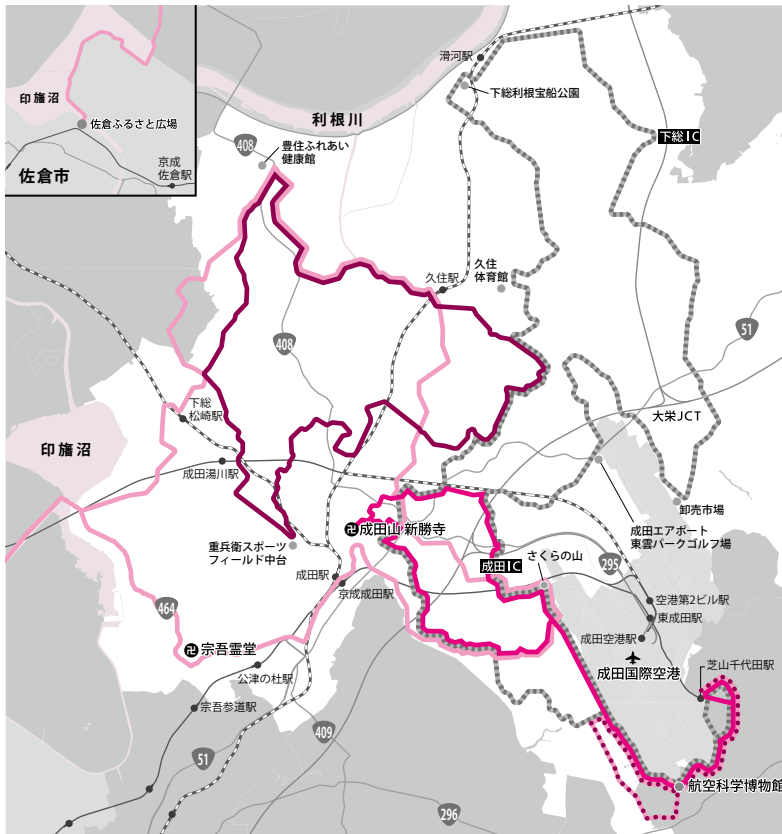 印旛沼
佐倉ふるさと広場
佐倉市
京成
佐倉駅
滑河駅
下総利根宝船公園
利根川
下総IC
408
豊住ふれあい
健康館
久住駅
久住
体育館
51
408
下総
松崎駅
大栄JCT
印旛沼
成田湯川駅
卸売市場
成田エアポート
東雲パークゴルフ場
卍成田山新勝寺
重兵衛スポーツ
フィールド中台
成田IC
さくらの山
295
成田駅
京成成田駅
空港第2ビル駅
東成田駅
464
成田空港駅
卍宗吾霊堂
成田国際空港
芝山千代田駅
公津の杜駅
宗吾参道駅
409
51
航空科学博物館
296